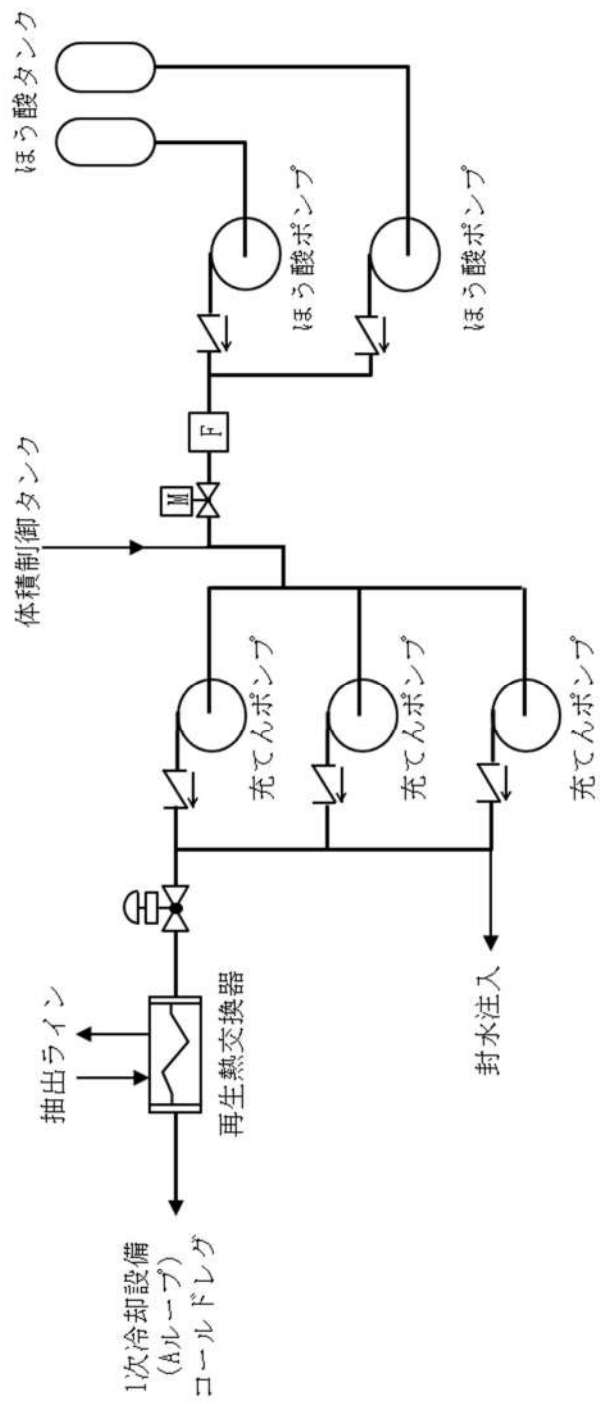 ほう酸タンク
ほう酸ポンプ
ほう酸ポンプ
F
M
体積制御タンク
充てんポンプ
充てんポンプ
充てんポンプ
封水注入
抽出ライン
再生熱交換器
1次冷却設備
(Aループ)
コールドレグ